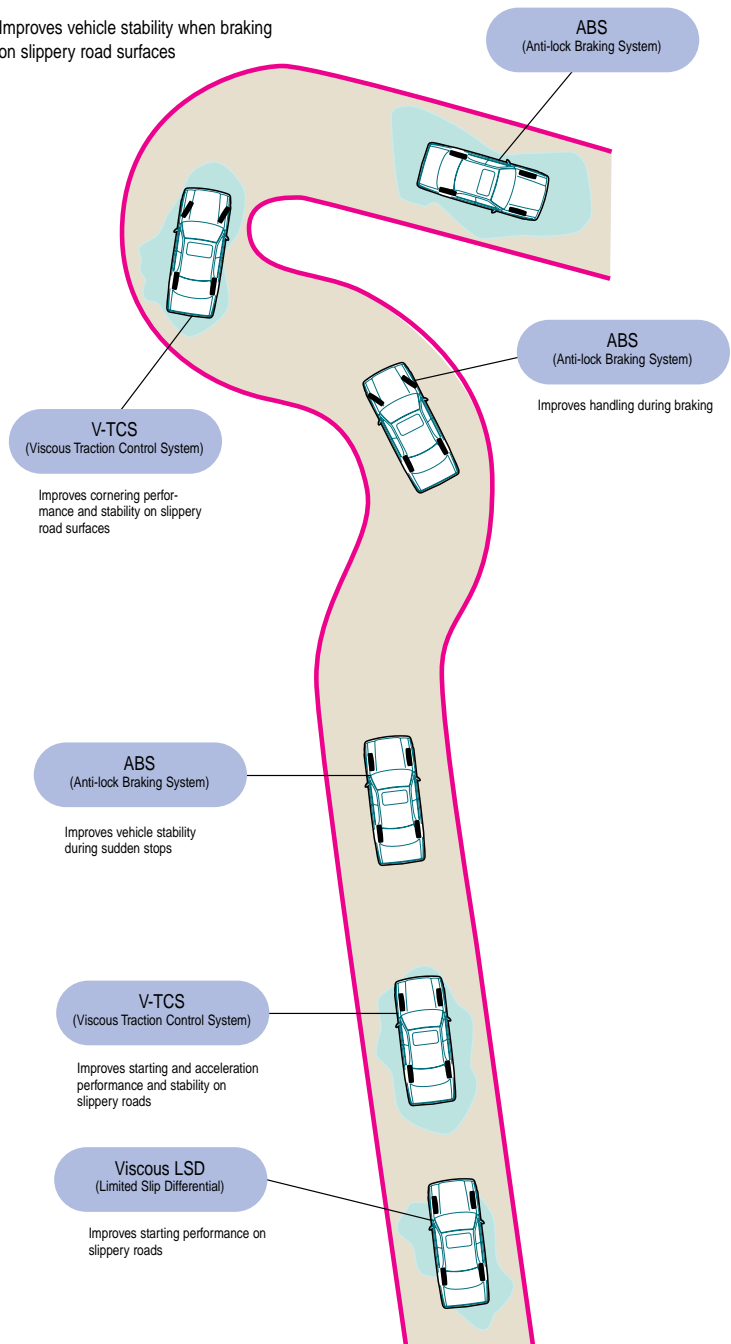 Improves vehicle stability when braking
on slippery road surfaces
ABS
(Anti-lock Braking System)
ABS
(Anti-lock Braking System)
Improves handling during braking
V-TCS
(Viscous Traction Control System)
Improves cornering perfor-
mance and stability on slippery
road surfaces
ABS
(Anti-lock Braking System)
Improves vehicle stability
during sudden stops
V-TCS
(Viscous Traction Control System)
Improves starting and acceleration
performance and stability on
slippery roads
Viscous LSD
(Limited Slip Differential)
Improves starting performance on
slippery roads